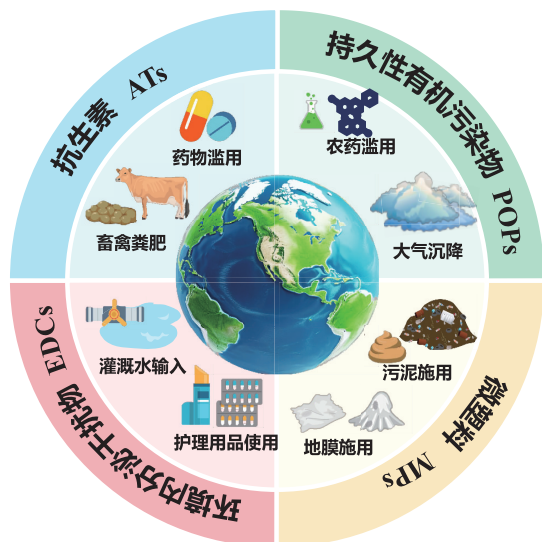 抗生素 ATs
药物滥用
畜禽粪肥
持久性有机污染物 POPs
农药滥用
大气沉降
环境内分泌干扰物 EDCs
灌溉水输入
护理用品使用
微塑料 MPs
污泥施用
地膜施用